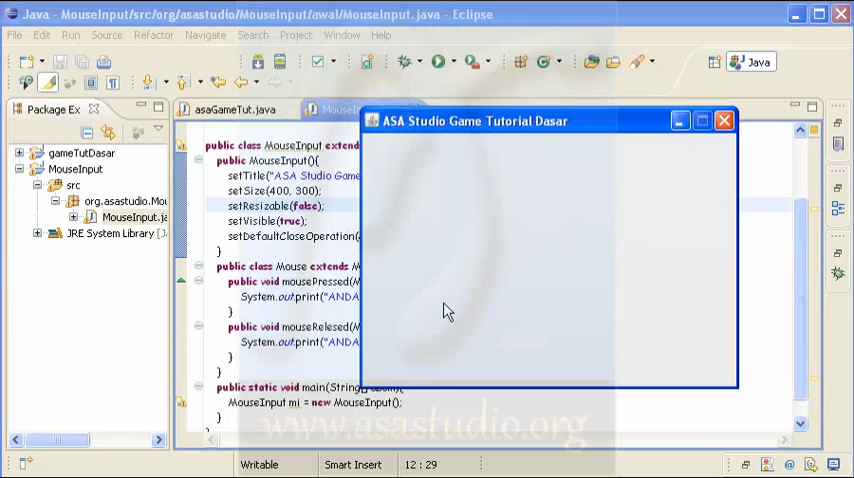 Java - MouseInput/src/org/asastudio/MouseInput/awal/MouseInput.java - Eclipse
File Edit Run Source Refactor Navigate Search Project Window Help
Java
Package Ex
asaGameTut.java
MouseIn
gameTutDasar
MouseInput
src
org.asastudio.Mou
MouseInput.ja
JRE System Library [J
public class MouseInput extends
public MouseInput(){
setTitle("ASA Studio Game
setSize(400, 300);
setResizable(false);
setVisible(true);
setDefaultCloseOperation(
}
public class Mouse extends M
public void mousePressed(M
System.out.print("ANDA
}
public void mouseRelesed(M
System.out.print("ANDA
}
public static void main(String[]
MouseInput mi = new MouseInput();
}
ASA Studio Game Tutorial Dasar
www.asastudio.org
Writable Smart Insert 12 : 29